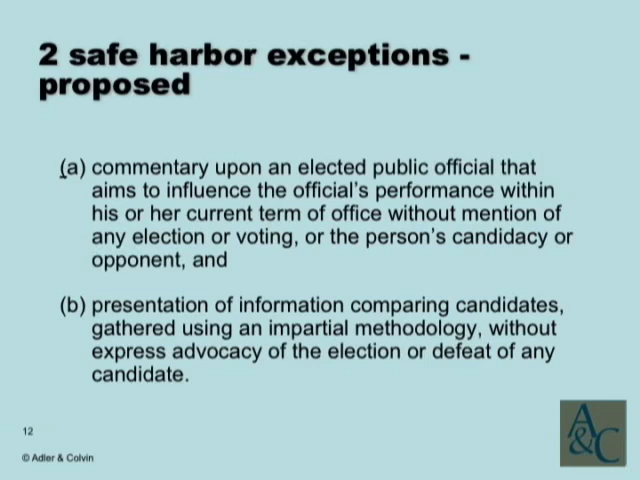 2 safe harbor exceptions -
proposed
(a) commentary upon an elected public official that
aims to influence the official's performance within
his or her current term of office without mention of
any election or voting, or the person's candidacy or
opponent, and
(b) presentation of information comparing candidates,
gathered using an impartial methodology, without
express advocacy of the election or defeat of any
candidate.
12
© Adler & Colvin
A&C